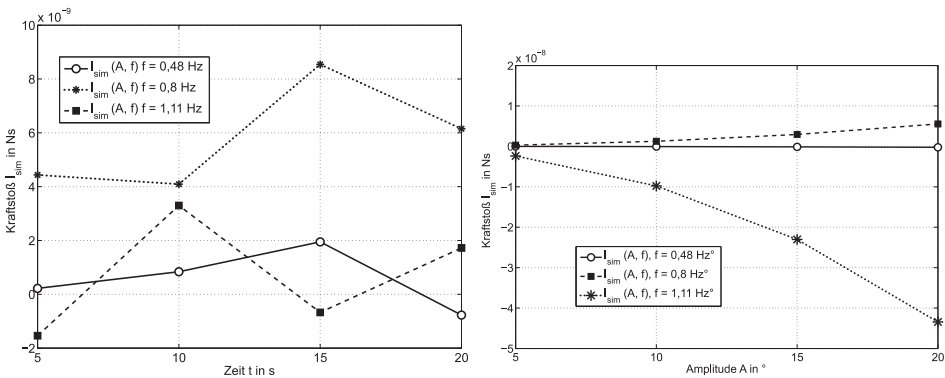 x 10⁻⁹
10
8
6
4
2
0
−2
5
10
15
20
Kraftstoß I_sim in Ns
Zeit t in s
I_sim (A, f) f = 0,48 Hz
I_sim (A, f) f = 0,8 Hz
I_sim (A, f) f = 1,11 Hz
x 10⁻⁸
2
1
0
−1
−2
−3
−4
−5
5
10
15
20
Kraftstoß I_sim in Ns
Amplitude A in °
I_sim (A, f), f = 0,48 Hz°
I_sim (A, f), f = 0,8 Hz°
I_sim (A, f), f = 1,11 Hz°